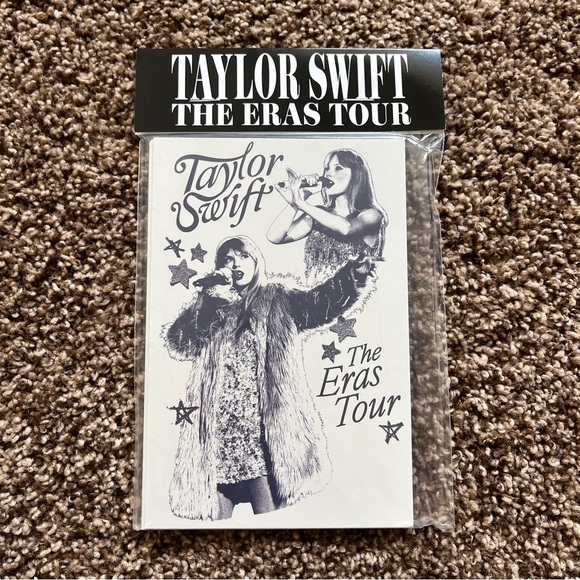 TAYLOR SWIFT
THE ERAS TOUR
Taylor
Swift
The
Eras
Tour